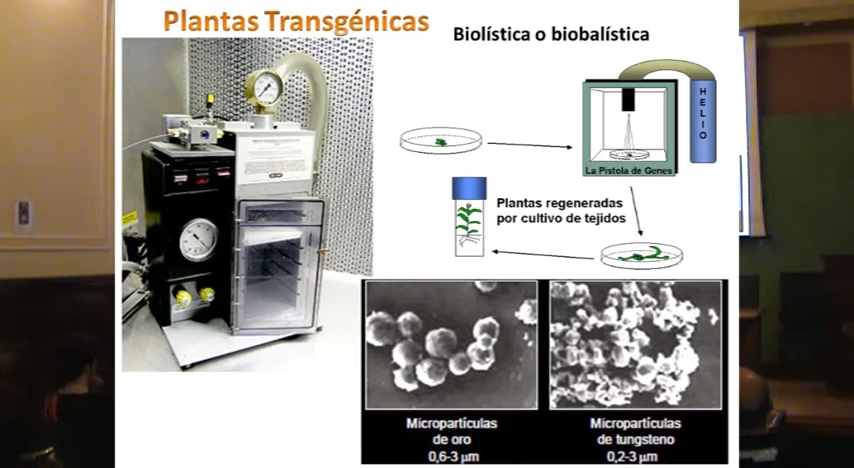 Plantas Transgénicas
Biolística o biobalística
HELIO
La Pistola de Genes
Plantas regeneradas
por cultivo de tejidos
Micropartículas
de oro
0,6-3 µm
Micropartículas
de tungsteno
0,2-3 µm